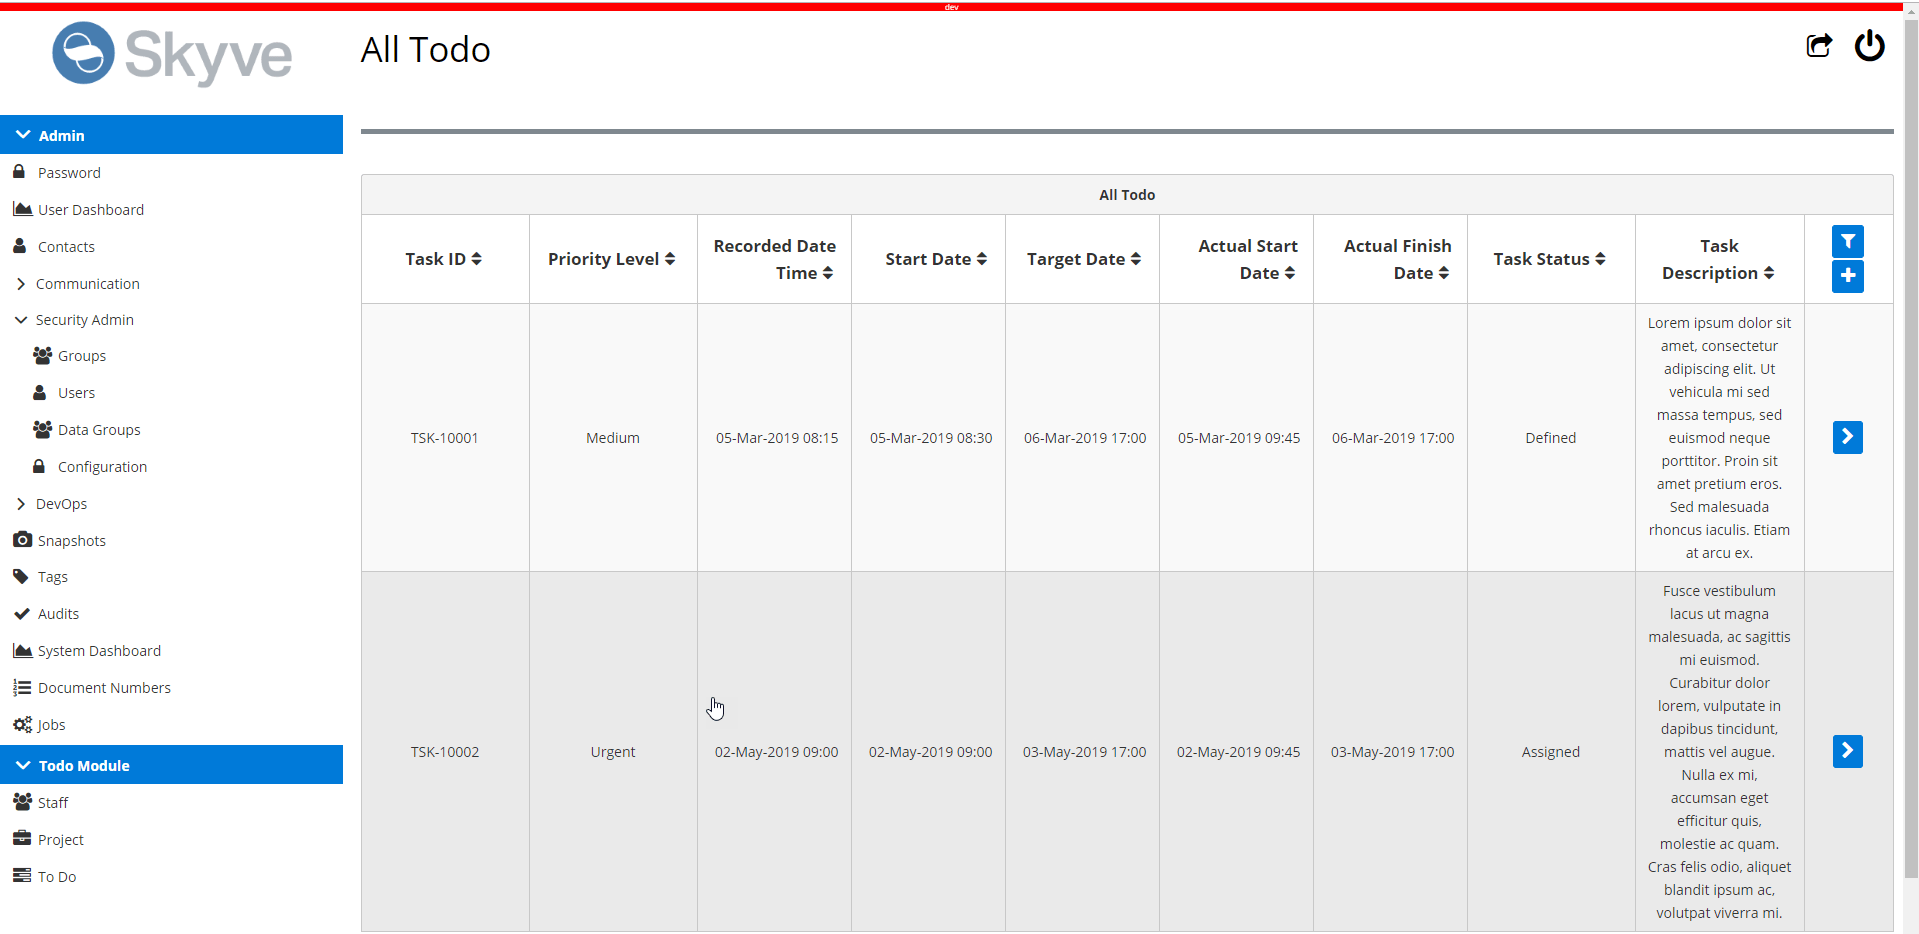 dev
Skyve
All Todo
Admin
Password
User Dashboard
Contacts
Communication
Security Admin
Groups
Users
Data Groups
Configuration
DevOps
Snapshots
Tags
Audits
System Dashboard
Document Numbers
Jobs
Todo Module
Staff
Project
To Do
All Todo
Task ID
Priority Level
Recorded Date
Time
Start Date
Target Date
Actual Start
Date
Actual Finish
Date
Task Status
Task
Description
TSK-10001
Medium
05-Mar-2019 08:15
05-Mar-2019 08:30
06-Mar-2019 17:00
05-Mar-2019 09:45
06-Mar-2019 17:00
Defined
Lorem ipsum dolor sit
amet, consectetur
adipiscing elit. Ut
vehicula mi sed
massa tempus, sed
euismod neque
porttitor. Proin sit
amet pretium eros.
Sed malesuada
rhoncus iaculis. Etiam
at arcu ex.
TSK-10002
Urgent
02-May-2019 09:00
02-May-2019 09:00
03-May-2019 17:00
02-May-2019 09:45
03-May-2019 17:00
Assigned
Fusce vestibulum
lacus ut magna
malesuada, ac sagittis
mi euismod.
Curabitur dolor
lorem, vulputate in
dapibus tincidunt,
mattis vel augue.
Nulla ex mi,
accumsan eget
efficitur quis,
molestie ac quam.
Cras felis odio, aliquet
blandit ipsum ac,
volutpat viverra mi.